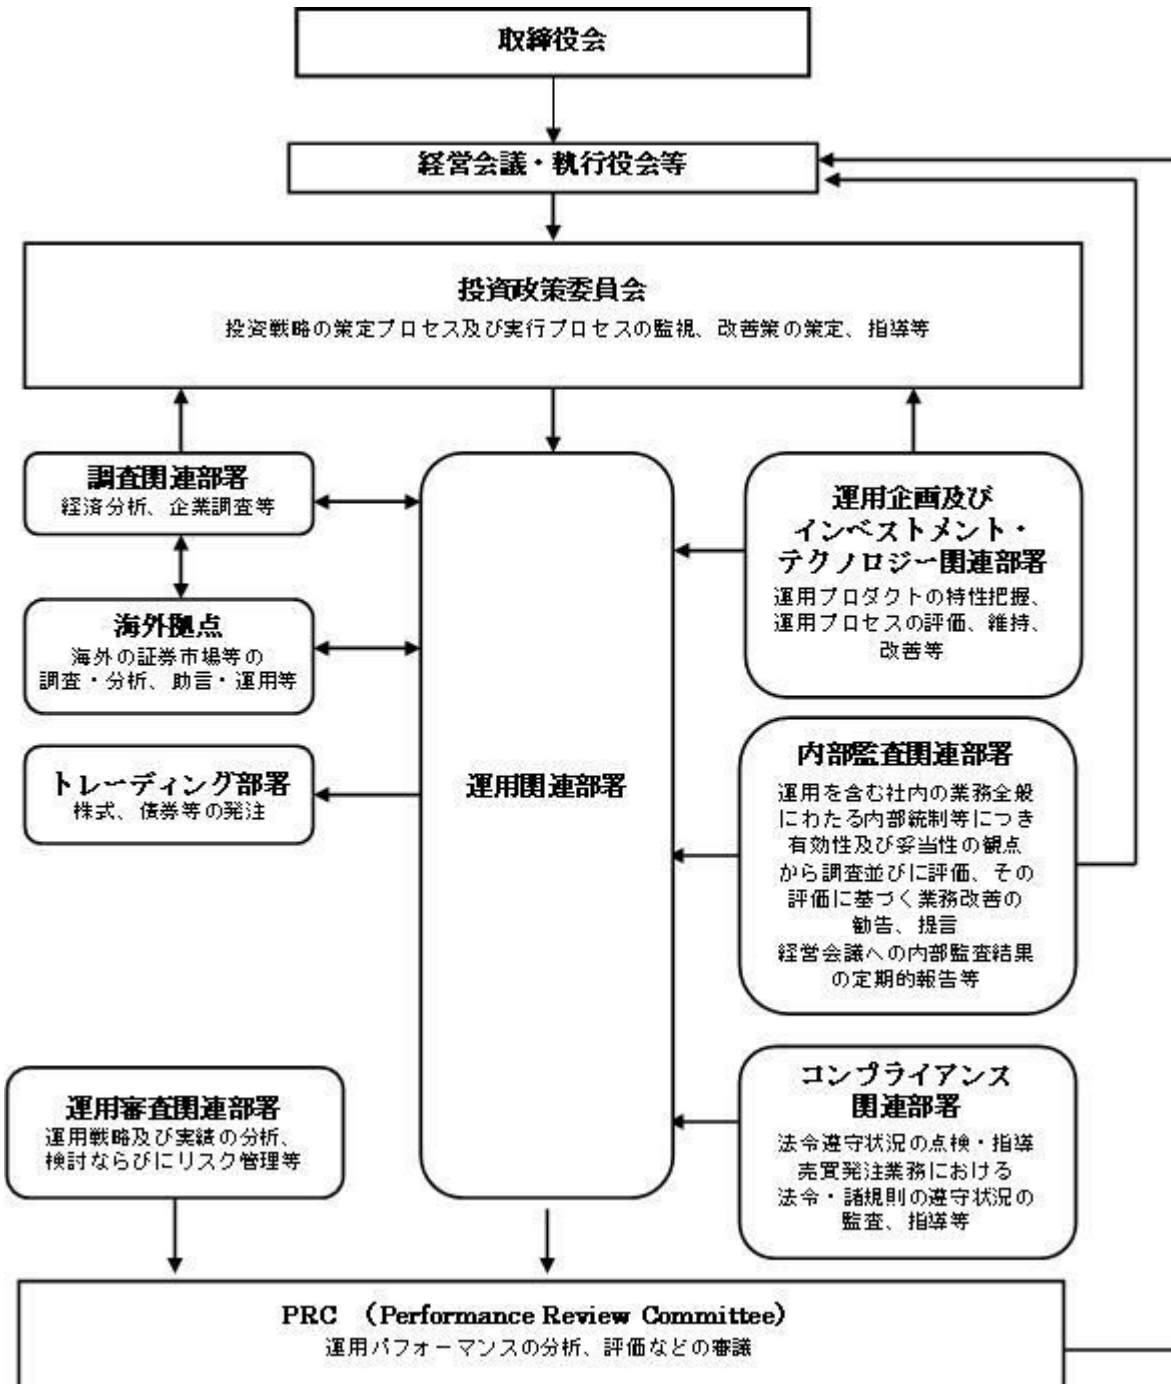 取締役会
経営会議・執行役会等
投資政策委員会
投資戦略の策定プロセス及び実行プロセスの監視、改善策の策定、指導等
調査関連部署
経済分析、企業調査等
海外拠点
海外の証券市場等の
調査・分析、助言・運用等
トレーディング部署
株式、債券等の発注
運用関連部署
運用企画及び
インベストメント・
テクノロジー関連部署
運用プロダクトの特性把握、
運用プロセスの評価、維持、
改善等
内部監査関連部署
運用を含む社内の業務全般
にわたる内部統制等につき
有効性及び妥当性の観点
から調査並びに評価、その
評価に基づく業務改善の
勧告、提言
経営会議への内部監査結果
の定期的報告等
コンプライアンス
関連部署
法令遵守状況の点検・指導
売買発注業務における
法令・諸規則の遵守状況の
監査、指導等
運用審査関連部署
運用戦略及び実績の分析、
検討ならびにリスク管理等
PRC （Performance Review Committee）
運用パフォーマンスの分析、評価などの審議